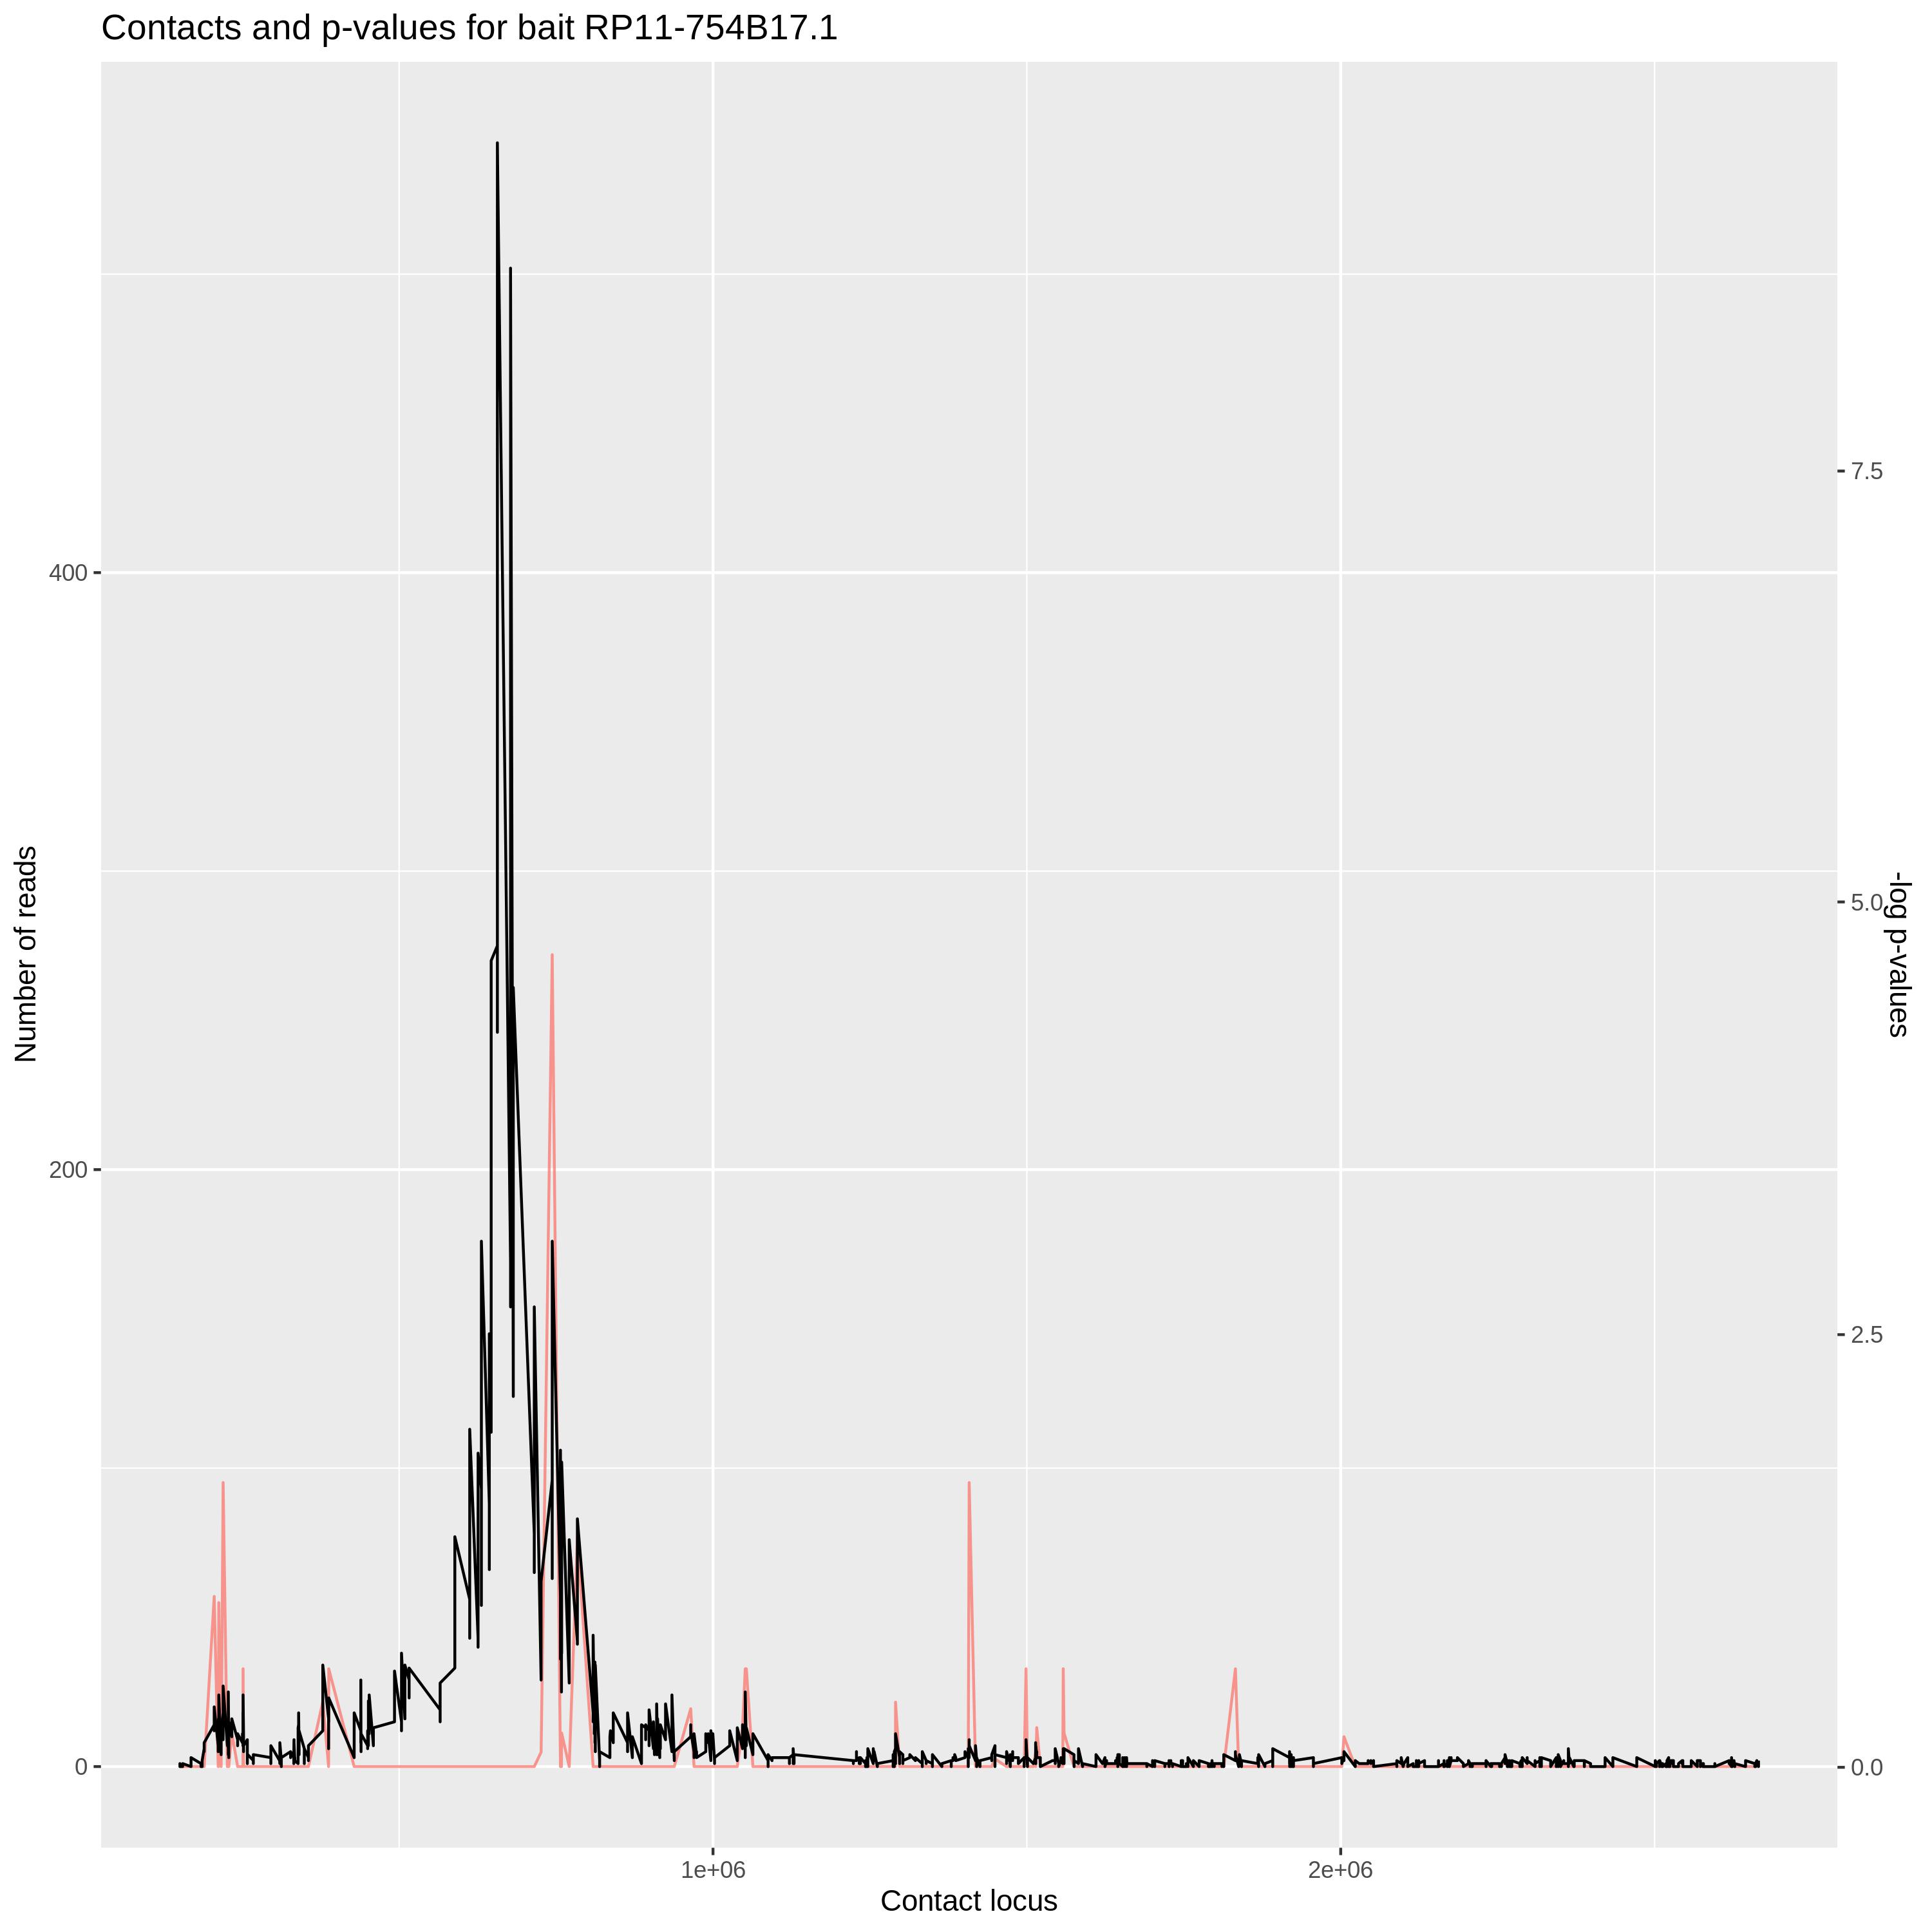 Contacts and p-values for bait RP11-754B17.1
Number of reads
400
200
0
7.5
5.0
2.5
0.0
-log p-values
1e+06
2e+06
Contact locus